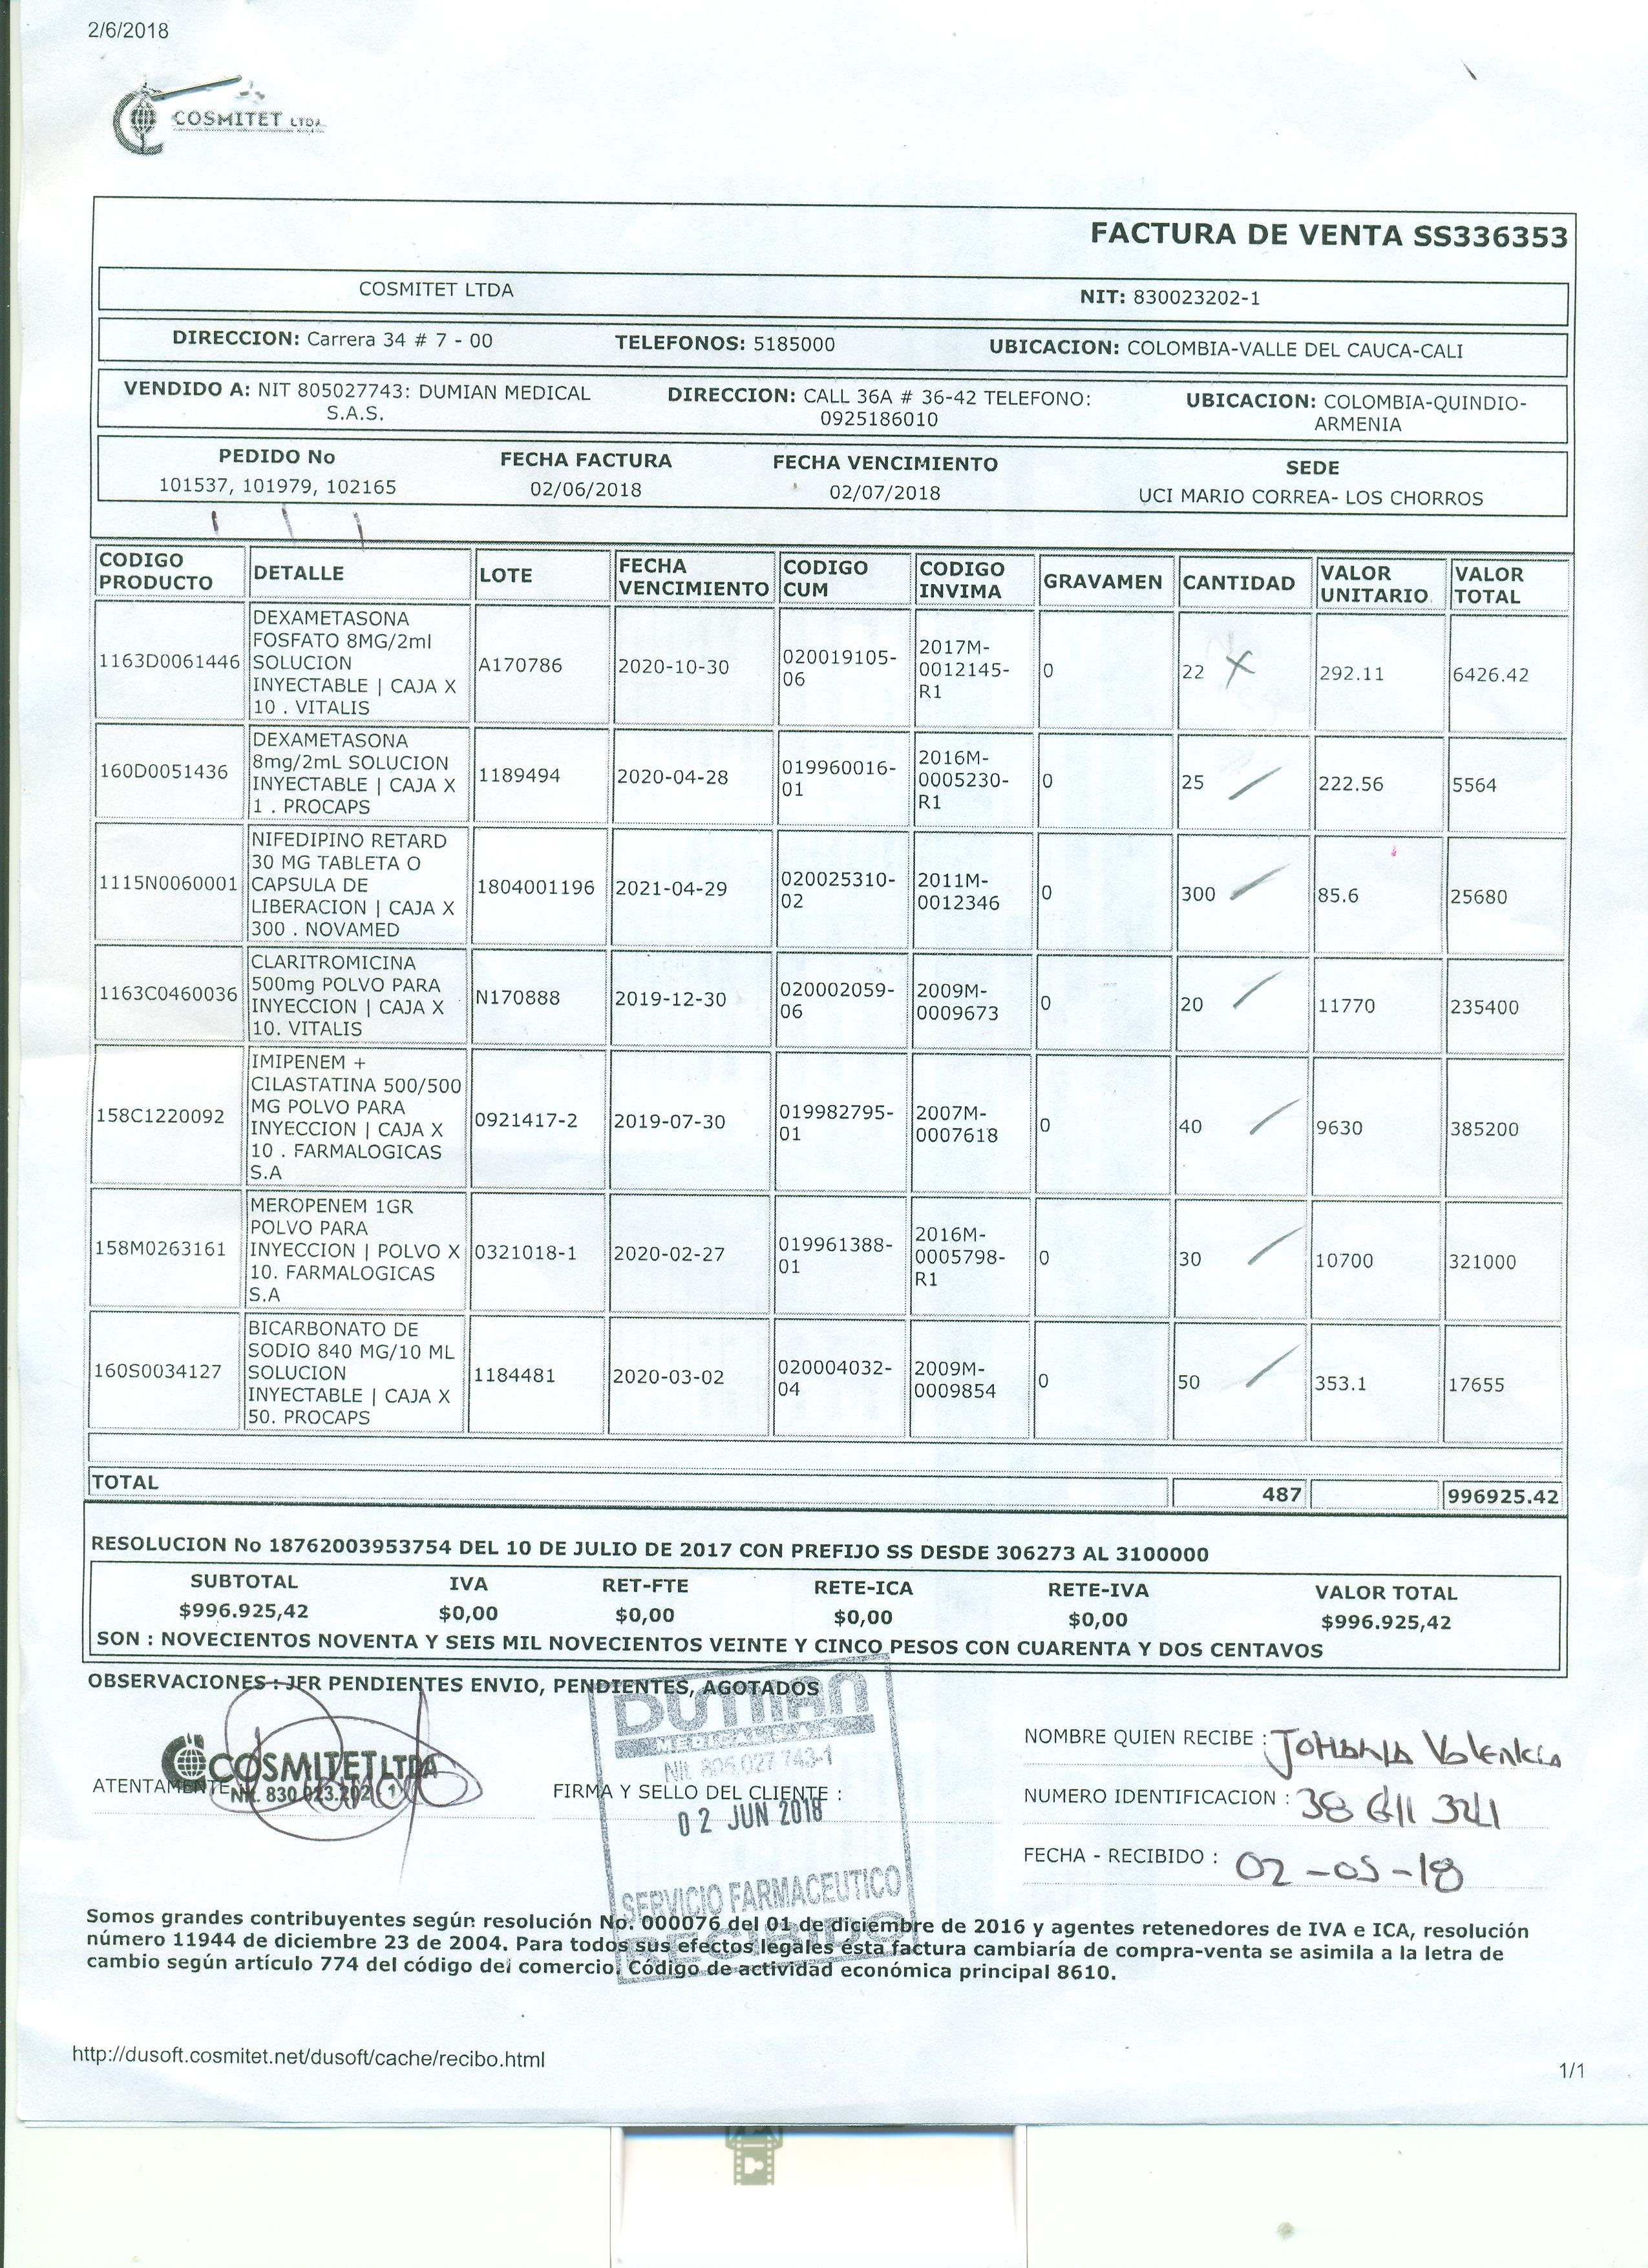 2/6/2018
COSMITET LTDA.
FACTURA DE VENTA SS336353
COSMITET LTDA NIT: 830023202-1
DIRECCION: Carrera 34 # 7 - 00 TELEFONOS: 5185000 UBICACION: COLOMBIA-VALLE DEL CAUCA-CALI
VENDIDO A: NIT 805027743: DUMIAN MEDICAL S.A.S. DIRECCION: CALL 36A # 36-42 TELEFONO: 0925186010 UBICACION: COLOMBIA-QUINDIO-ARMENIA
PEDIDO No FECHA FACTURA FECHA VENCIMIENTO SEDE
101537, 101979, 102165 02/06/2018 02/07/2018 UCI MARIO CORREA- LOS CHORROS
CODIGO PRODUCTO DETALLE LOTE FECHA VENCIMIENTO CODIGO CUM CODIGO INVIMA GRAVAMEN CANTIDAD VALOR UNITARIO VALOR TOTAL
1163D0061446 DEXAMETASONA FOSFATO 8MG/2ml SOLUCION INYECTABLE | CAJA X 10 . VITALIS A170786 2020-10-30 020019105-06 2017M-0012145-R1 0 22 X 292.11 6426.42
160D0051436 DEXAMETASONA 8mg/2mL SOLUCION INYECTABLE | CAJA X 1 . PROCAPS 1189494 2020-04-28 019960016-01 2016M-0005230-R1 0 25 222.56 5564
1115N0060001 NIFEDIPINO RETARD 30 MG TABLETA O CAPSULA DE LIBERACION | CAJA X 300 . NOVAMED 1804001196 2021-04-29 020025310-02 2011M-0012346 0 300 85.6 25680
1163C0460036 CLARITROMICINA 500mg POLVO PARA INYECCION | CAJA X 10. VITALIS N170888 2019-12-30 020002059-06 2009M-0009673 0 20 11770 235400
158C1220092 IMIPENEM + CILASTATINA 500/500 MG POLVO PARA INYECCION | CAJA X 10 . FARMALOGICAS S.A 0921417-2 2019-07-30 019982795-01 2007M-0007618 0 40 9630 385200
158M0263161 MEROPENEM 1GR POLVO PARA INYECCION | POLVO X 10. FARMALOGICAS S.A 0321018-1 2020-02-27 019961388-01 2016M-0005798-R1 0 30 10700 321000
160S0034127 BICARBONATO DE SODIO 840 MG/10 ML SOLUCION INYECTABLE | CAJA X 50. PROCAPS 1184481 2020-03-02 020004032-04 2009M-0009854 0 50 353.1 17655
TOTAL 487 996925.42
RESOLUCION No 18762003953754 DEL 10 DE JULIO DE 2017 CON PREFIJO SS DESDE 306273 AL 3100000
SUBTOTAL IVA RET-FTE RETE-ICA RETE-IVA VALOR TOTAL
$996.925,42 $0,00 $0,00 $0,00 $0,00 $996.925,42
SON : NOVECIENTOS NOVENTA Y SEIS MIL NOVECIENTOS VEINTE Y CINCO PESOS CON CUARENTA Y DOS CENTAVOS
OBSERVACIONES : JFR PENDIENTES ENVIO, PENDIENTES, AGOTADOS
DUMIAN
MEDICAL S.A.S
Nit. 805.027.743-1
02 JUN 2018
SERVICIO FARMACEUTICO
RECIBIDO
COSMITET LTDA
Nit. 830.023.202-1
ATENTAMENTE
FIRMA Y SELLO DEL CLIENTE :
NOMBRE QUIEN RECIBE : Johana Valencia
NUMERO IDENTIFICACION : 38 611 321
FECHA - RECIBIDO : 02-05-18
Somos grandes contribuyentes según resolución No. 000076 del 01 de diciembre de 2016 y agentes retenedores de IVA e ICA, resolución
número 11944 de diciembre 23 de 2004. Para todos sus efectos legales ésta factura cambiaría de compra-venta se asimila a la letra de
cambio según artículo 774 del código del comercio. Código de actividad económica principal 8610.
http://dusoft.cosmitet.net/dusoft/cache/recibo.html
1/1